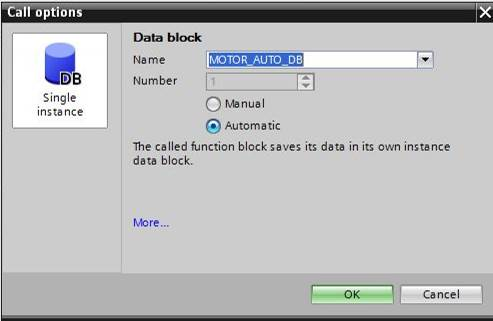 Call options
DB
Single
instance
Data block
Name MOTOR_AUTO_DB
Number 1
Manual
Automatic
The called function block saves its data in its own instance
data block.
More...
OK Cancel